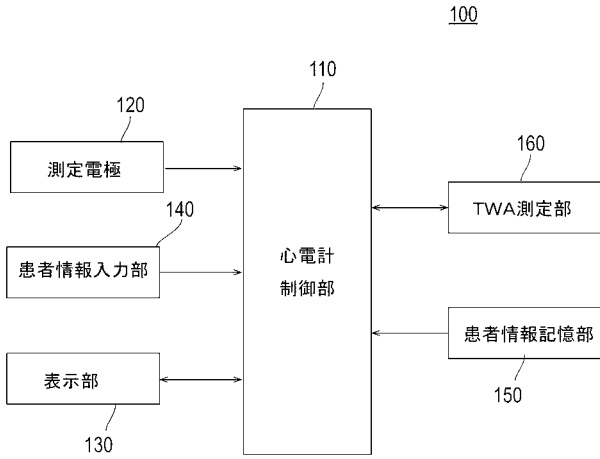 100
110
120
測定電極
140
患者情報入力部
表示部
130
心電計
制御部
160
TWA測定部
患者情報記憶部
150